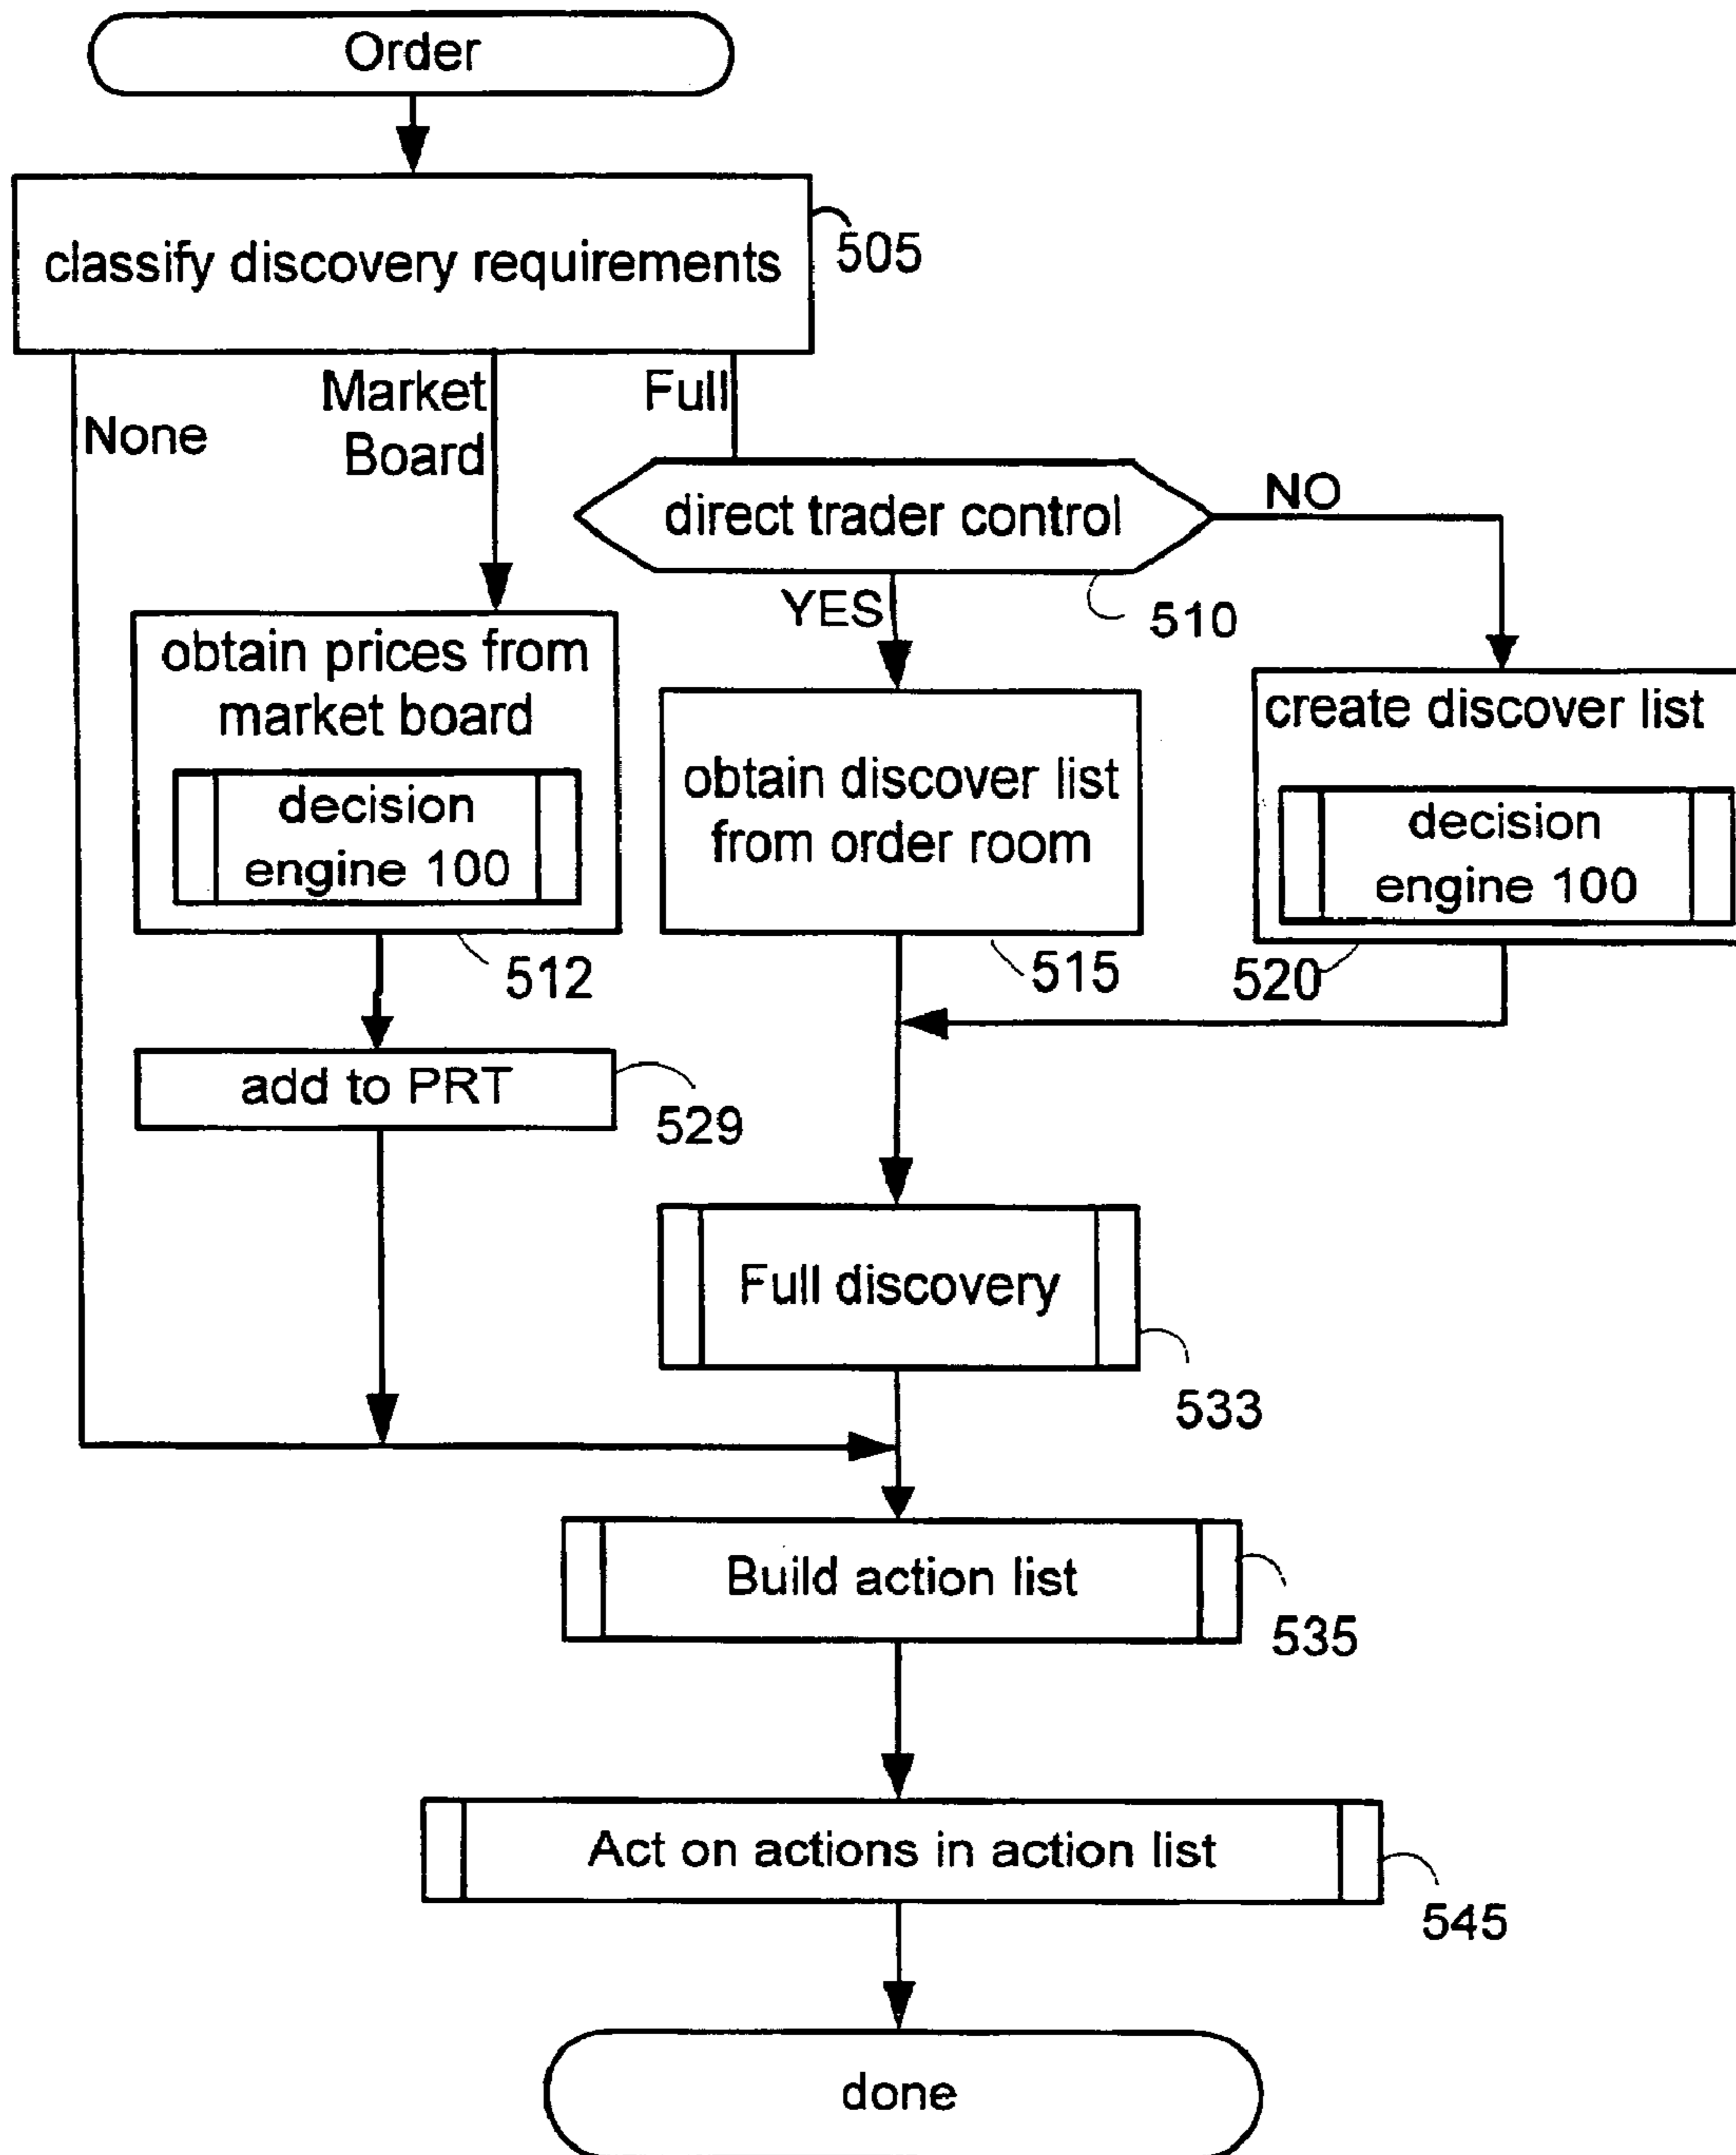 Order
classify discovery requirements
505
None
Market
Board
Full
direct trader control
NO
YES
510
obtain prices from
market board
decision
engine 100
512
obtain discover list
from order room
515
create discover list
decision
engine 100
520
add to PRT
529
Full discovery
533
Build action list
535
Act on actions in action list
545
done